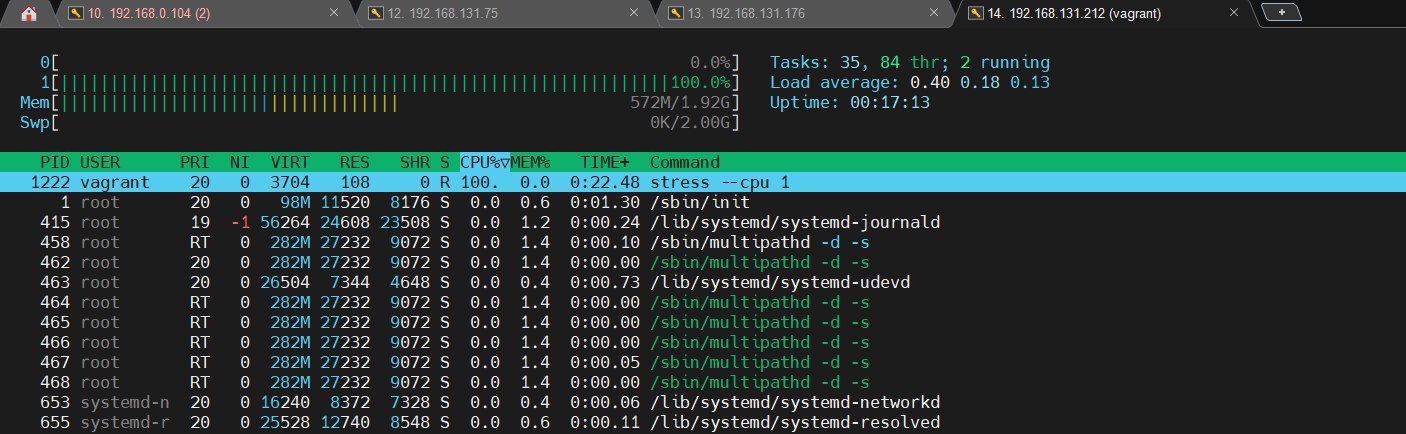 10. 192.168.0.104 (2) 12. 192.168.131.75 13. 192.168.131.176 14. 192.168.131.212 (vagrant)
0[ 0.0%] Tasks: 35, 84 thr; 2 running
1[||||||||||||||||||||||||||||||||||||||||||||||||||||||||||||||100.0%] Load average: 0.40 0.18 0.13
Mem[|||||||||||||||||||||||||||||||||| 572M/1.92G] Uptime: 00:17:13
Swp[ 0K/2.00G]
PID USER PRI NI VIRT RES SHR S CPU%▽MEM% TIME+ Command
1222 vagrant 20 0 3704 108 0 R 100. 0.0 0:22.48 stress --cpu 1
1 root 20 0 98M 11520 8176 S 0.0 0.6 0:01.30 /sbin/init
415 root 19 -1 56264 24608 23508 S 0.0 1.2 0:00.24 /lib/systemd/systemd-journald
458 root RT 0 282M 27232 9072 S 0.0 1.4 0:00.10 /sbin/multipathd -d -s
462 root 20 0 282M 27232 9072 S 0.0 1.4 0:00.00 /sbin/multipathd -d -s
463 root 20 0 26504 7344 4648 S 0.0 0.4 0:00.73 /lib/systemd/systemd-udevd
464 root RT 0 282M 27232 9072 S 0.0 1.4 0:00.00 /sbin/multipathd -d -s
465 root RT 0 282M 27232 9072 S 0.0 1.4 0:00.00 /sbin/multipathd -d -s
466 root RT 0 282M 27232 9072 S 0.0 1.4 0:00.00 /sbin/multipathd -d -s
467 root RT 0 282M 27232 9072 S 0.0 1.4 0:00.05 /sbin/multipathd -d -s
468 root RT 0 282M 27232 9072 S 0.0 1.4 0:00.00 /sbin/multipathd -d -s
653 systemd-n 20 0 16240 8372 7328 S 0.0 0.4 0:00.06 /lib/systemd/systemd-networkd
655 systemd-r 20 0 25528 12740 8548 S 0.0 0.6 0:00.11 /lib/systemd/systemd-resolved